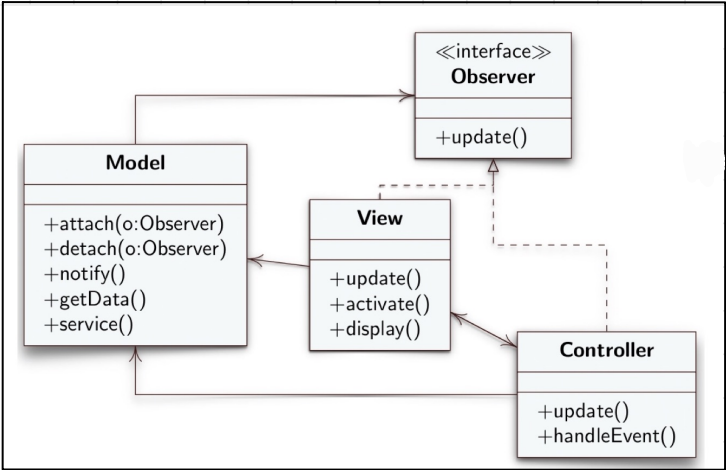 ≪interface≫
Observer
+update()
Model
+attach(o:Observer)
+detach(o:Observer)
+notify()
+getData()
+service()
View
+update()
+activate()
+display()
Controller
+update()
+handleEvent()